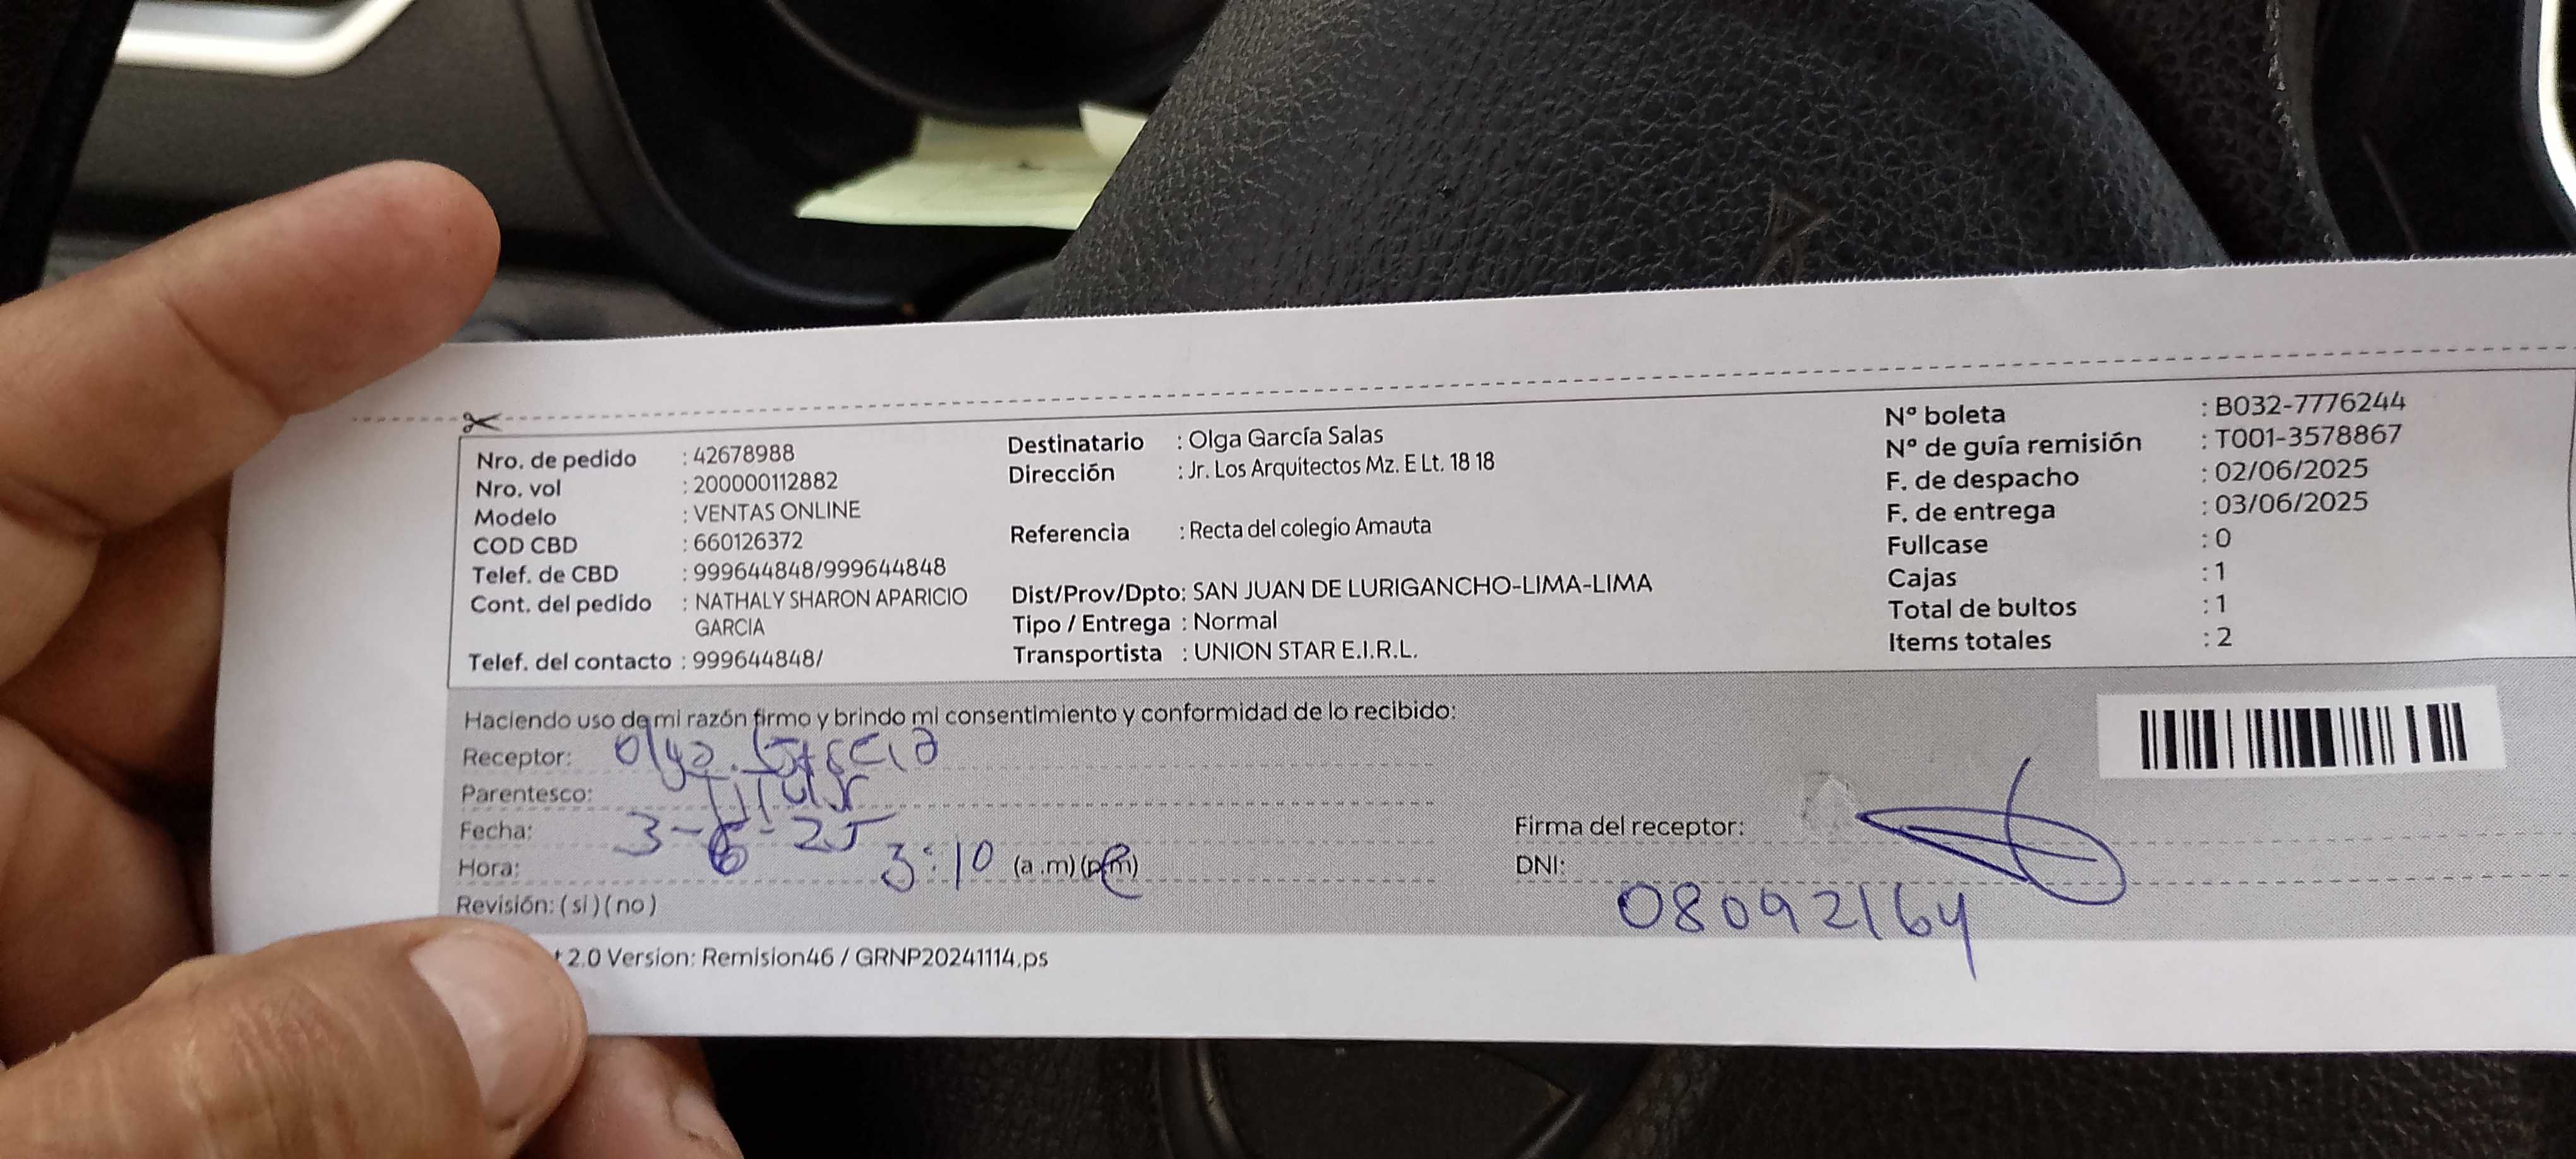 Nro. de pedido : 42678988
Nro. vol : 200000112882
Modelo : VENTAS ONLINE
COD CBD : 660126372
Telef. de CBD : 999644848/999644848
Cont. del pedido : NATHALY SHARON APARICIO
GARCIA
Telef. del contacto : 999644848/
Destinatario : Olga García Salas
Dirección : Jr. Los Arquitectos Mz. E Lt. 18 18
Referencia : Recta del colegio Amauta
Dist/Prov/Dpto: SAN JUAN DE LURIGANCHO-LIMA-LIMA
Tipo / Entrega : Normal
Transportista : UNION STAR E.I.R.L.
Nº boleta : B032-7776244
Nº de guía remisión : T001-3578867
F. de despacho : 02/06/2025
F. de entrega : 03/06/2025
Fullcase : 0
Cajas : 1
Total de bultos : 1
Items totales : 2
Haciendo uso de mi razón firmo y brindo mi consentimiento y conformidad de lo recibido:
Receptor: Olga Garcia
Parentesco: Titular
Fecha: 3-6-25
Hora: 3:10 (a.m) (p.m)
Revisión: ( si ) ( no )
Firma del receptor:
DNI: 08092164
2.0 Version: Remision46 / GRNP20241114.ps